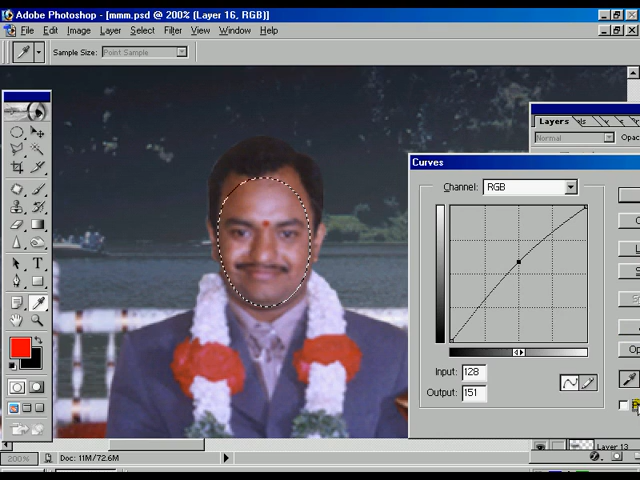 Adobe Photoshop - [mmm.psd @ 200% (Layer 16, RGB)]
File Edit Image Layer Select Filter View Window Help
Sample Size: Point Sample
Layers
Normal Opac
Curves
Channel: RGB
Input: 128
Output: 151
Layer 13
200% Doc: 11M/72.6M